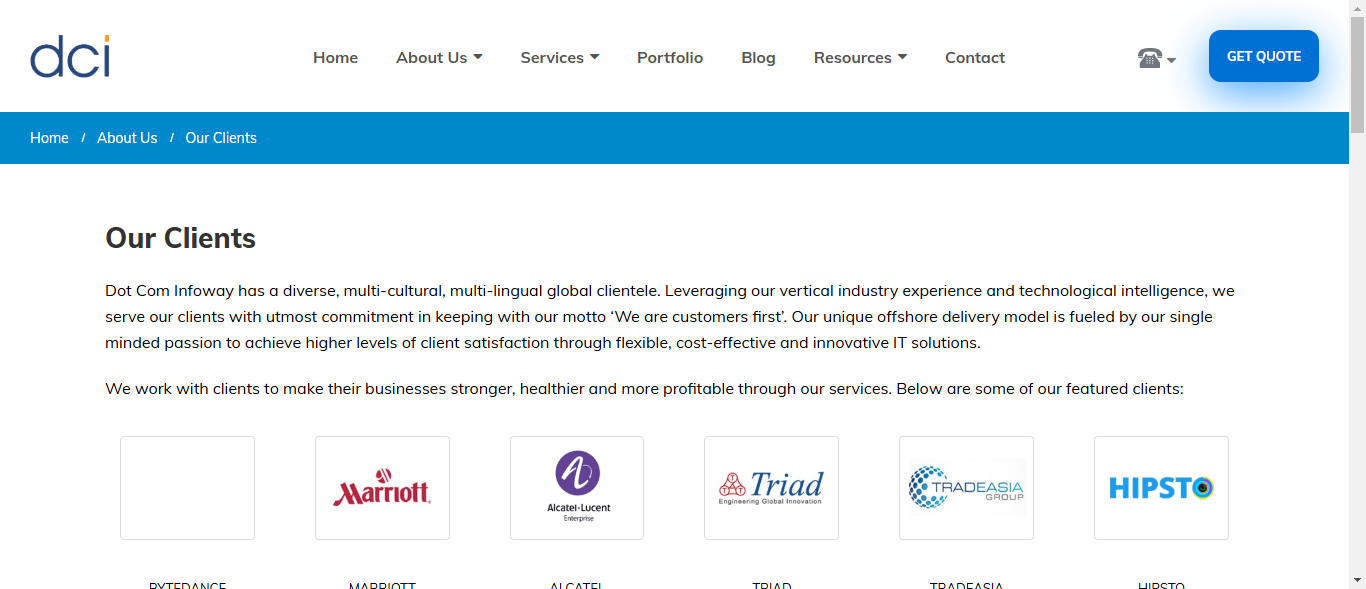 dci
Home About Us Services Portfolio Blog Resources Contact
GET QUOTE
Home / About Us / Our Clients
Our Clients
Dot Com Infoway has a diverse, multi-cultural, multi-lingual global clientele. Leveraging our vertical industry experience and technological intelligence, we
serve our clients with utmost commitment in keeping with our motto ‘We are customers first’. Our unique offshore delivery model is fueled by our single
minded passion to achieve higher levels of client satisfaction through flexible, cost-effective and innovative IT solutions.
We work with clients to make their businesses stronger, healthier and more profitable through our services. Below are some of our featured clients:
Marriott
Alcatel-Lucent
Enterprise
T T T
Triad
Engineering Global Innovation
TRADEASIA
GROUP
HIPSTO
BYTEDANCE MARRIOTT ALCATEL TRIAD TRADEASIA HIPSTO